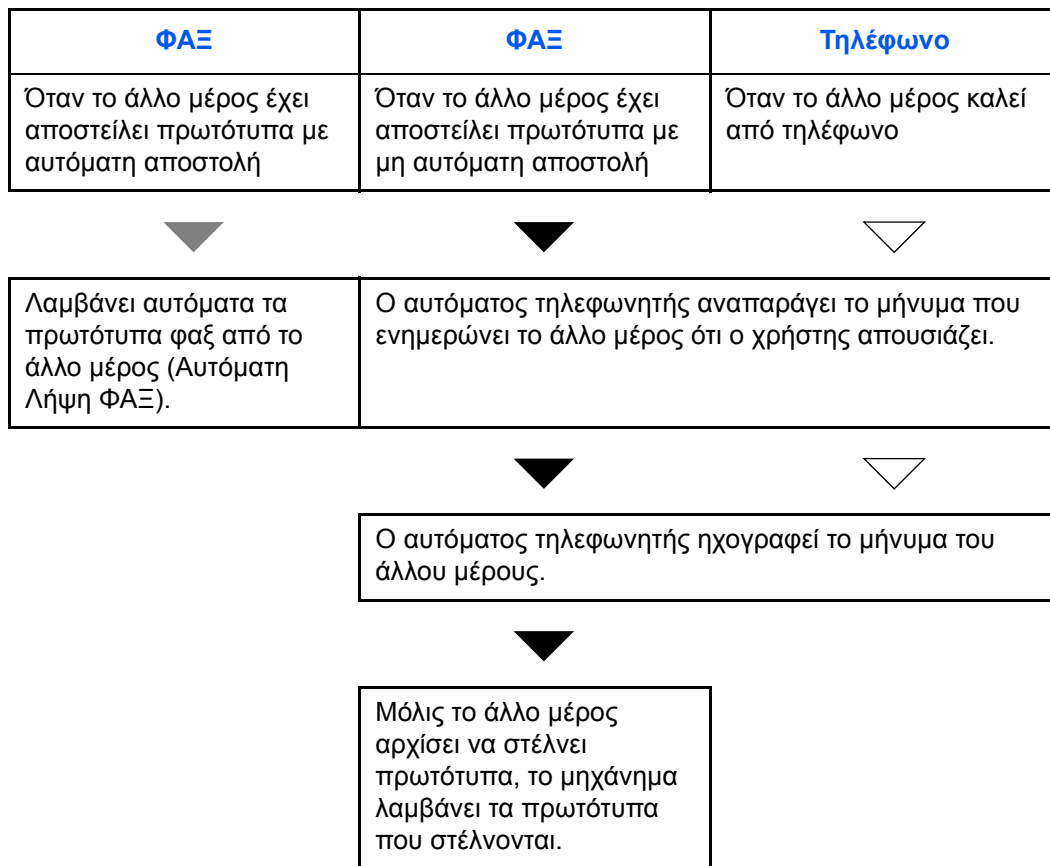 ΦΑΞ
ΦΑΞ
Τηλέφωνο
Όταν το άλλο μέρος έχει
αποστείλει πρωτότυπα με
αυτόματη αποστολή
Όταν το άλλο μέρος έχει
αποστείλει πρωτότυπα με
μη αυτόματη αποστολή
Όταν το άλλο μέρος καλεί
από τηλέφωνο
Λαμβάνει αυτόματα τα
πρωτότυπα φαξ από το
άλλο μέρος (Αυτόματη
Λήψη ΦΑΞ).
Ο αυτόματος τηλεφωνητής αναπαράγει το μήνυμα που
ενημερώνει το άλλο μέρος ότι ο χρήστης απουσιάζει.
Ο αυτόματος τηλεφωνητής ηχογραφεί το μήνυμα του
άλλου μέρους.
Μόλις το άλλο μέρος
αρχίσει να στέλνει
πρωτότυπα, το μηχάνημα
λαμβάνει τα πρωτότυπα
που στέλνονται.